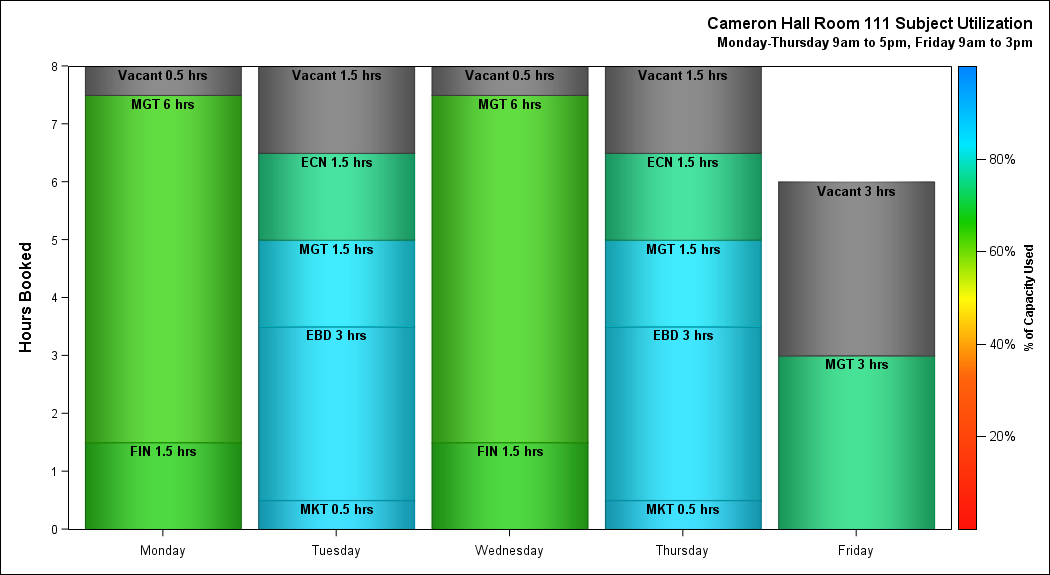 Cameron Hall Room 111 Subject Utilization
Monday-Thursday 9am to 5pm, Friday 9am to 3pm
Hours Booked
8
7
6
5
4
3
2
1
0
Vacant 0.5 hrs
MGT 6 hrs
FIN 1.5 hrs
Monday
Vacant 1.5 hrs
ECN 1.5 hrs
MGT 1.5 hrs
EBD 3 hrs
MKT 0.5 hrs
Tuesday
Vacant 0.5 hrs
MGT 6 hrs
FIN 1.5 hrs
Wednesday
Vacant 1.5 hrs
ECN 1.5 hrs
MGT 1.5 hrs
EBD 3 hrs
MKT 0.5 hrs
Thursday
Vacant 3 hrs
MGT 3 hrs
Friday
80%
60%
40%
20%
% of Capacity Used